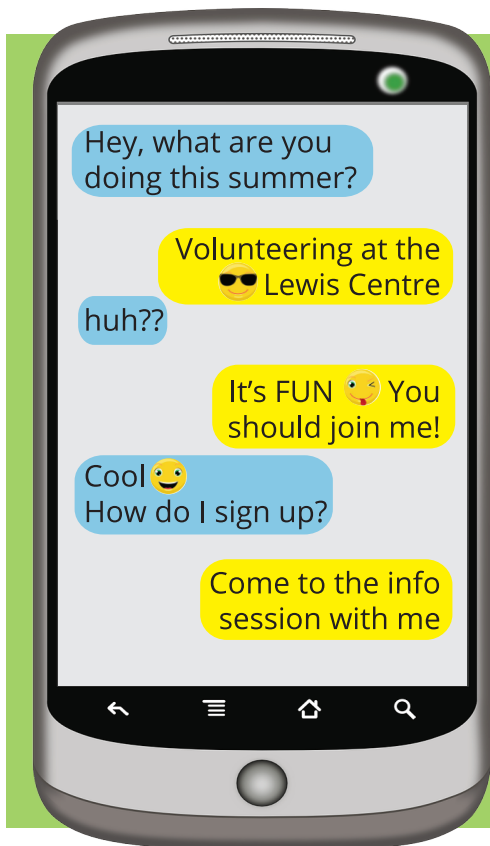 Hey, what are you
doing this summer?
Volunteering at the
😎 Lewis Centre
huh??
It's FUN 😜 You
should join me!
Cool 😃
How do I sign up?
Come to the info
session with me